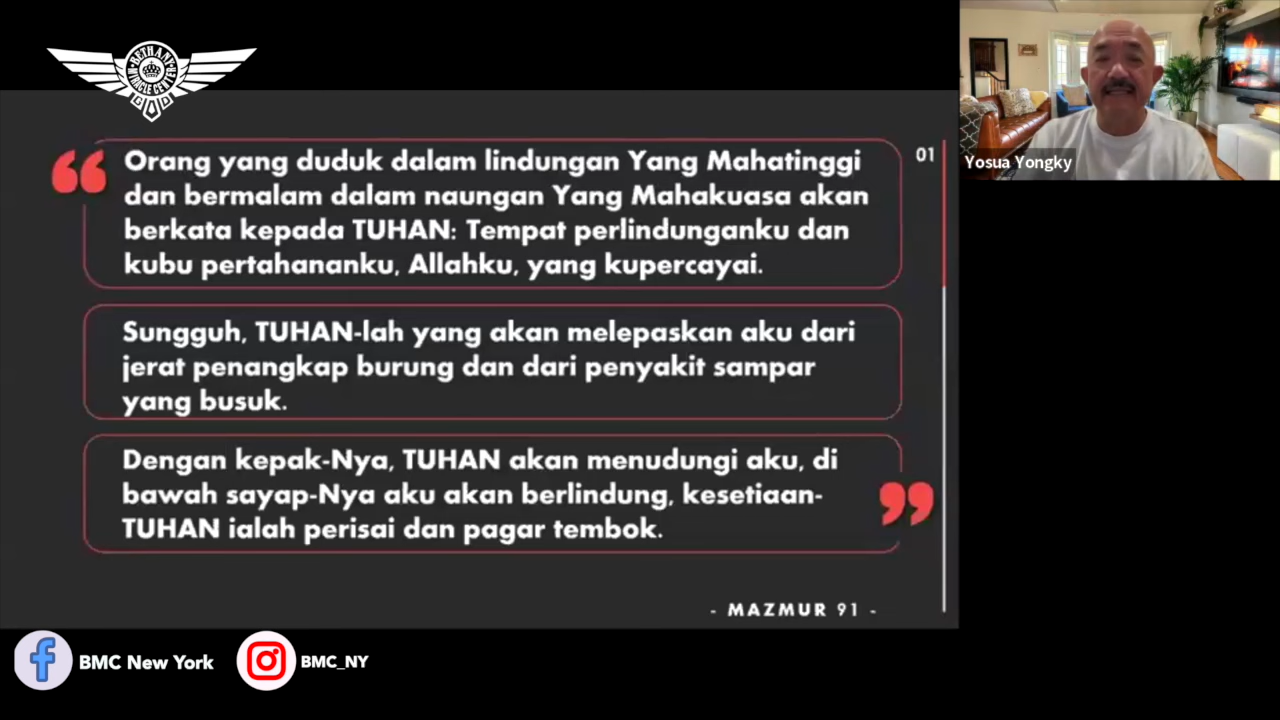 BETHANY
MIRACLE CENTER
Orang yang duduk dalam lindungan Yang Mahatinggi
dan bermalam dalam naungan Yang Mahakuasa akan
berkata kepada TUHAN: Tempat perlindunganku dan
kubu pertahananku, Allahku, yang kupercayai.
01
Sungguh, TUHAN-lah yang akan melepaskan aku dari
jerat penangkap burung dan dari penyakit sampar
yang busuk.
Dengan kepak-Nya, TUHAN akan menudungi aku, di
bawah sayap-Nya aku akan berlindung, kesetiaan-
TUHAN ialah perisai dan pagar tembok.
- MAZMUR 91 -
Yosua Yongky
BMC New York
BMC_NY